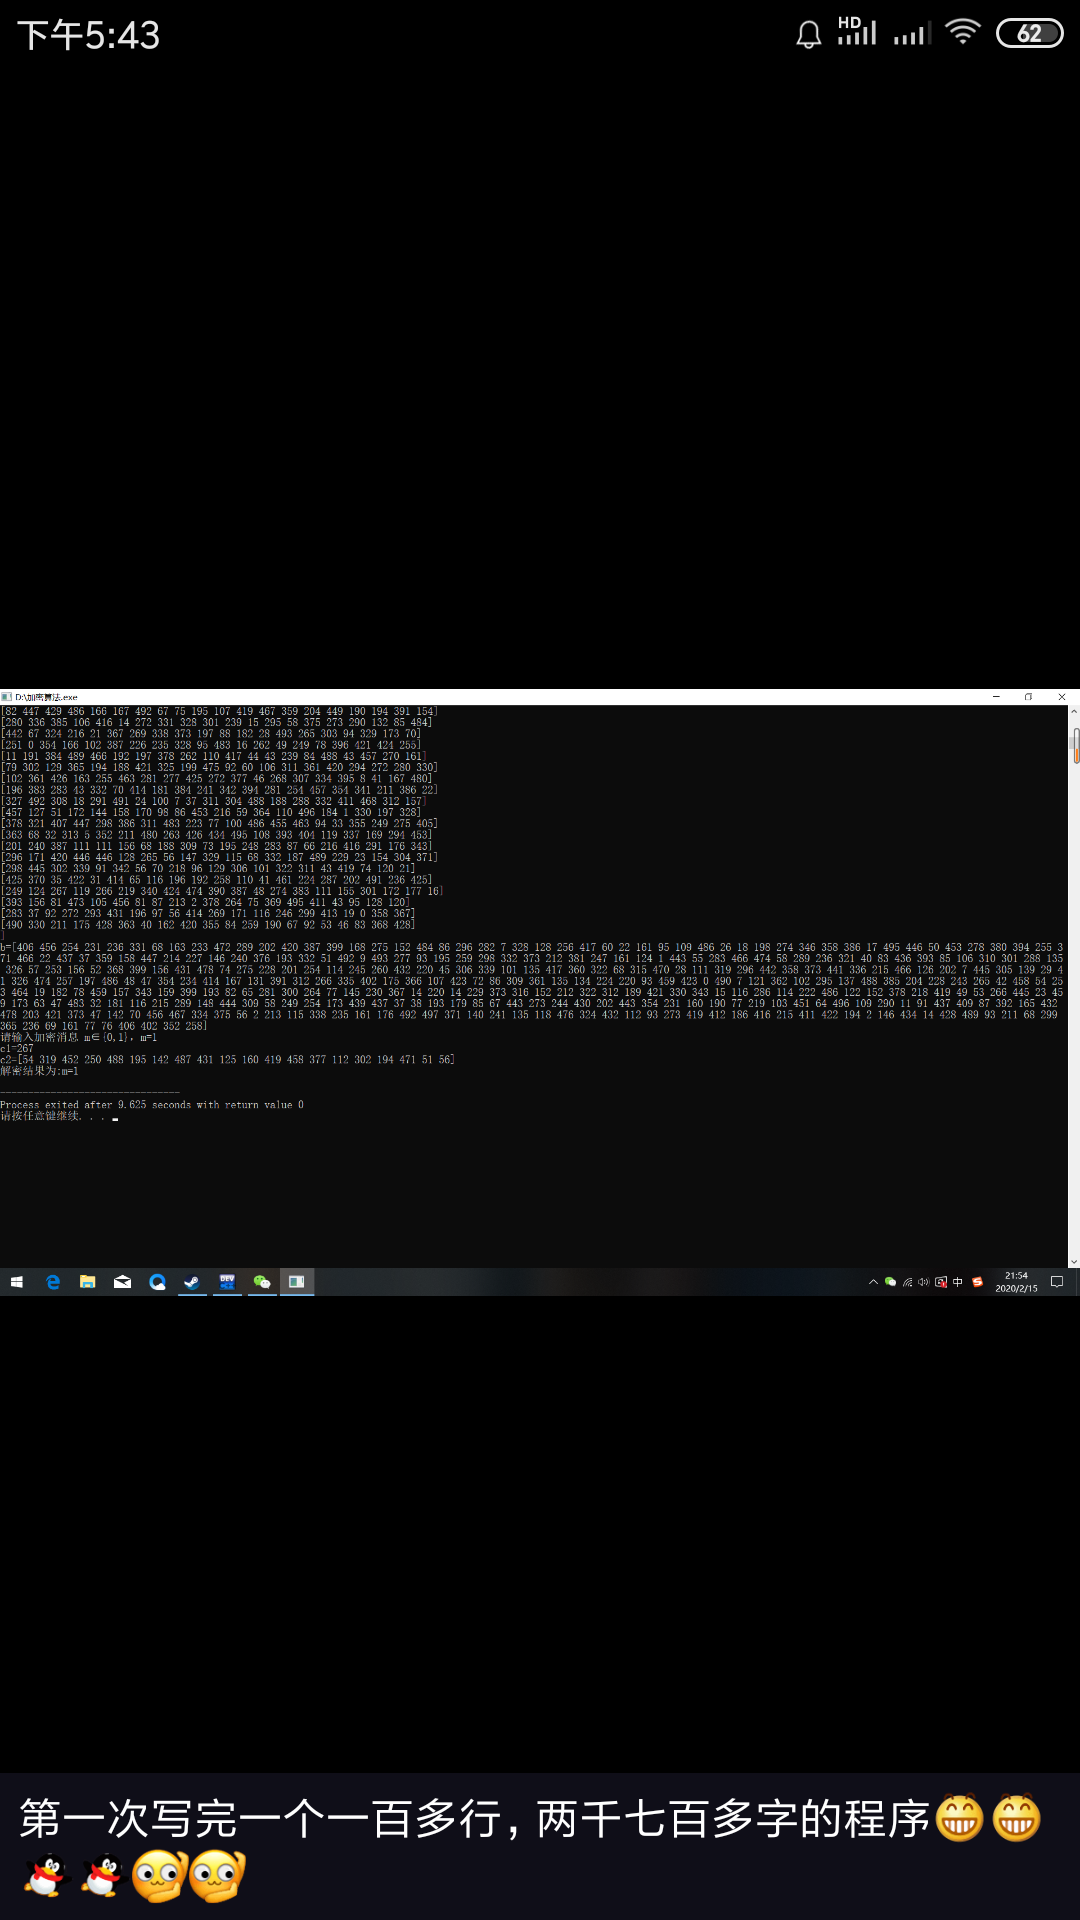 下午5:43
HD
62
D:\加密算法.exe
[82 447 429 486 166 167 492 67 75 195 107 419 467 359 204 449 190 194 391 154]
[280 336 385 106 416 14 272 331 328 301 239 15 295 58 375 273 290 132 85 484]
[442 67 324 216 21 367 269 338 373 197 88 182 28 493 265 303 94 329 173 70]
[251 0 354 166 102 387 226 235 328 95 483 16 262 49 249 78 396 421 424 255]
[11 191 384 489 466 192 197 378 262 110 417 44 43 239 84 488 43 457 270 161]
[79 302 129 365 194 188 421 325 199 475 92 60 106 311 361 420 294 272 280 330]
[102 361 426 163 255 463 281 277 425 272 377 46 268 307 334 395 8 41 167 480]
[196 383 283 43 332 70 414 181 384 241 342 394 281 254 457 354 341 211 386 22]
[327 492 308 18 291 491 24 100 7 37 311 304 488 188 288 332 411 468 312 157]
[457 127 51 172 144 158 170 98 86 453 216 59 364 110 496 184 1 330 197 328]
[378 321 407 447 298 386 311 483 223 77 100 486 455 463 94 33 355 249 275 405]
[363 68 32 313 5 352 211 480 263 426 434 495 108 393 404 119 337 169 294 453]
[201 240 387 111 111 156 68 188 309 73 195 248 283 87 66 216 416 291 176 343]
[296 171 420 446 446 128 265 56 147 329 115 68 332 187 489 229 23 154 304 371]
[298 445 302 339 91 342 56 70 218 96 129 306 101 322 311 43 419 74 120 21]
[425 370 35 422 31 414 65 116 196 192 258 110 41 461 224 287 202 491 236 425]
[249 124 267 119 266 219 340 424 474 390 387 48 274 383 111 155 301 172 177 16]
[393 156 81 473 105 456 81 87 213 2 378 264 75 369 495 411 43 95 128 120]
[283 37 92 272 293 431 196 97 56 414 269 171 116 246 299 413 19 0 358 367]
[490 330 211 175 428 363 40 162 420 355 84 259 190 67 92 53 46 83 368 428]
]
b=[406 456 254 231 236 331 68 163 233 472 289 202 420 387 399 168 275 152 484 86 296 282 7 328 128 256 417 60 22 161 95 109 486 26 18 198 274 346 358 386 17 495 446 50 453 278 380 394 255 3
71 466 22 437 37 359 158 447 214 227 146 240 376 193 332 51 492 9 493 277 93 195 259 298 332 373 212 381 247 161 124 1 443 55 283 466 474 58 289 236 321 40 83 436 393 85 106 310 301 288 135
326 57 253 156 52 368 399 156 431 478 74 275 228 201 254 114 245 260 432 220 45 306 339 101 135 417 360 322 68 315 470 28 111 319 296 442 358 373 441 336 215 466 126 202 7 445 305 139 29 4
1 326 474 257 197 486 48 47 354 234 414 167 131 391 312 266 335 402 175 366 107 423 72 86 309 361 135 134 224 220 93 459 423 0 490 7 121 362 102 295 137 488 385 204 228 243 265 42 458 54 25
3 464 19 182 78 459 157 343 159 399 193 82 65 281 300 264 77 145 230 367 14 220 14 229 373 316 152 212 322 312 189 421 330 343 15 116 286 114 222 486 122 152 378 218 419 49 53 266 445 23 45
9 173 63 47 483 32 181 116 215 289 148 444 309 58 249 254 173 439 437 37 38 193 179 85 67 443 273 244 430 202 443 354 231 160 190 77 219 103 451 64 496 109 290 11 91 437 409 87 392 165 432
478 203 421 373 47 142 70 456 467 334 375 56 2 213 115 338 235 161 176 492 497 371 140 241 135 118 476 324 432 112 93 273 419 412 186 416 215 411 422 194 2 146 434 14 428 489 93 211 68 299
365 236 69 161 77 76 406 402 352 258]
请输入加密消息 m∈{0,1}，m=1
c1=267
c2=[54 319 452 250 488 195 142 487 431 125 160 419 458 377 112 302 194 471 51 56]
解密结果为:m=1
--------------------------------
Process exited after 9.625 seconds with return value 0
请按任意键继续. . .
DEV
中
21:54
2020/2/15
第一次写完一个一百多行，两千七百多字的程序😁😁
🐧🐧🫣🫣